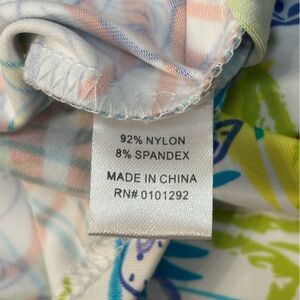 92% NYLON
8% SPANDEX
MADE IN CHINA
RN# 0101292